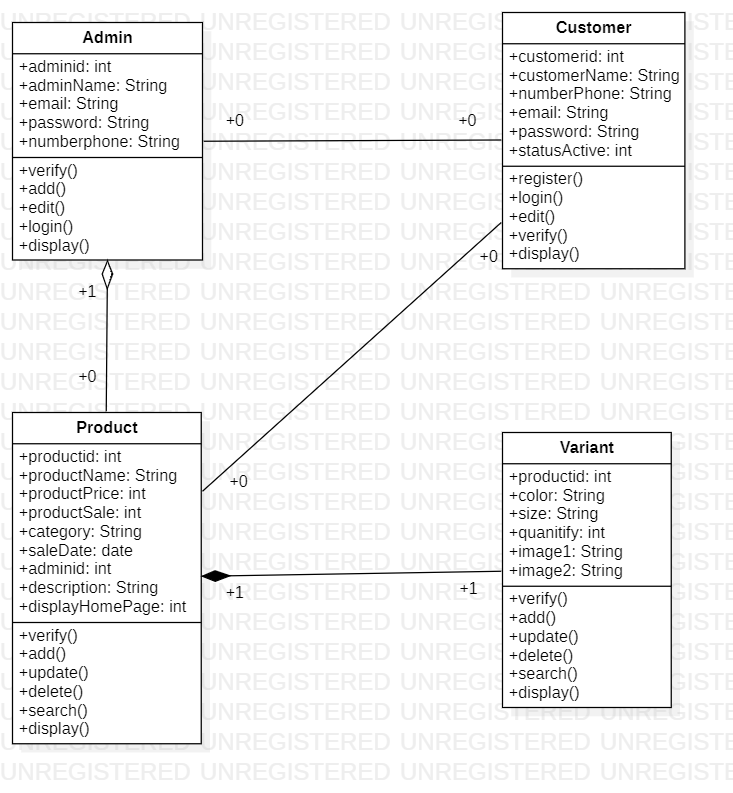 Admin
+adminid: int
+adminName: String
+email: String
+password: String
+numberphone: String
+verify()
+add()
+edit()
+login()
+display()
Customer
+customerid: int
+customerName: String
+numberPhone: String
+email: String
+password: String
+statusActive: int
+register()
+login()
+edit()
+verify()
+display()
+0
+0
+1
+0
+0
+0
Product
+productid: int
+productName: String
+productPrice: int
+productSale: int
+category: String
+saleDate: date
+adminid: int
+description: String
+displayHomePage: int
+verify()
+add()
+update()
+delete()
+search()
+display()
+1
+1
Variant
+productid: int
+color: String
+size: String
+quanitify: int
+image1: String
+image2: String
+verify()
+add()
+update()
+delete()
+search()
+display()
UNREGISTERED